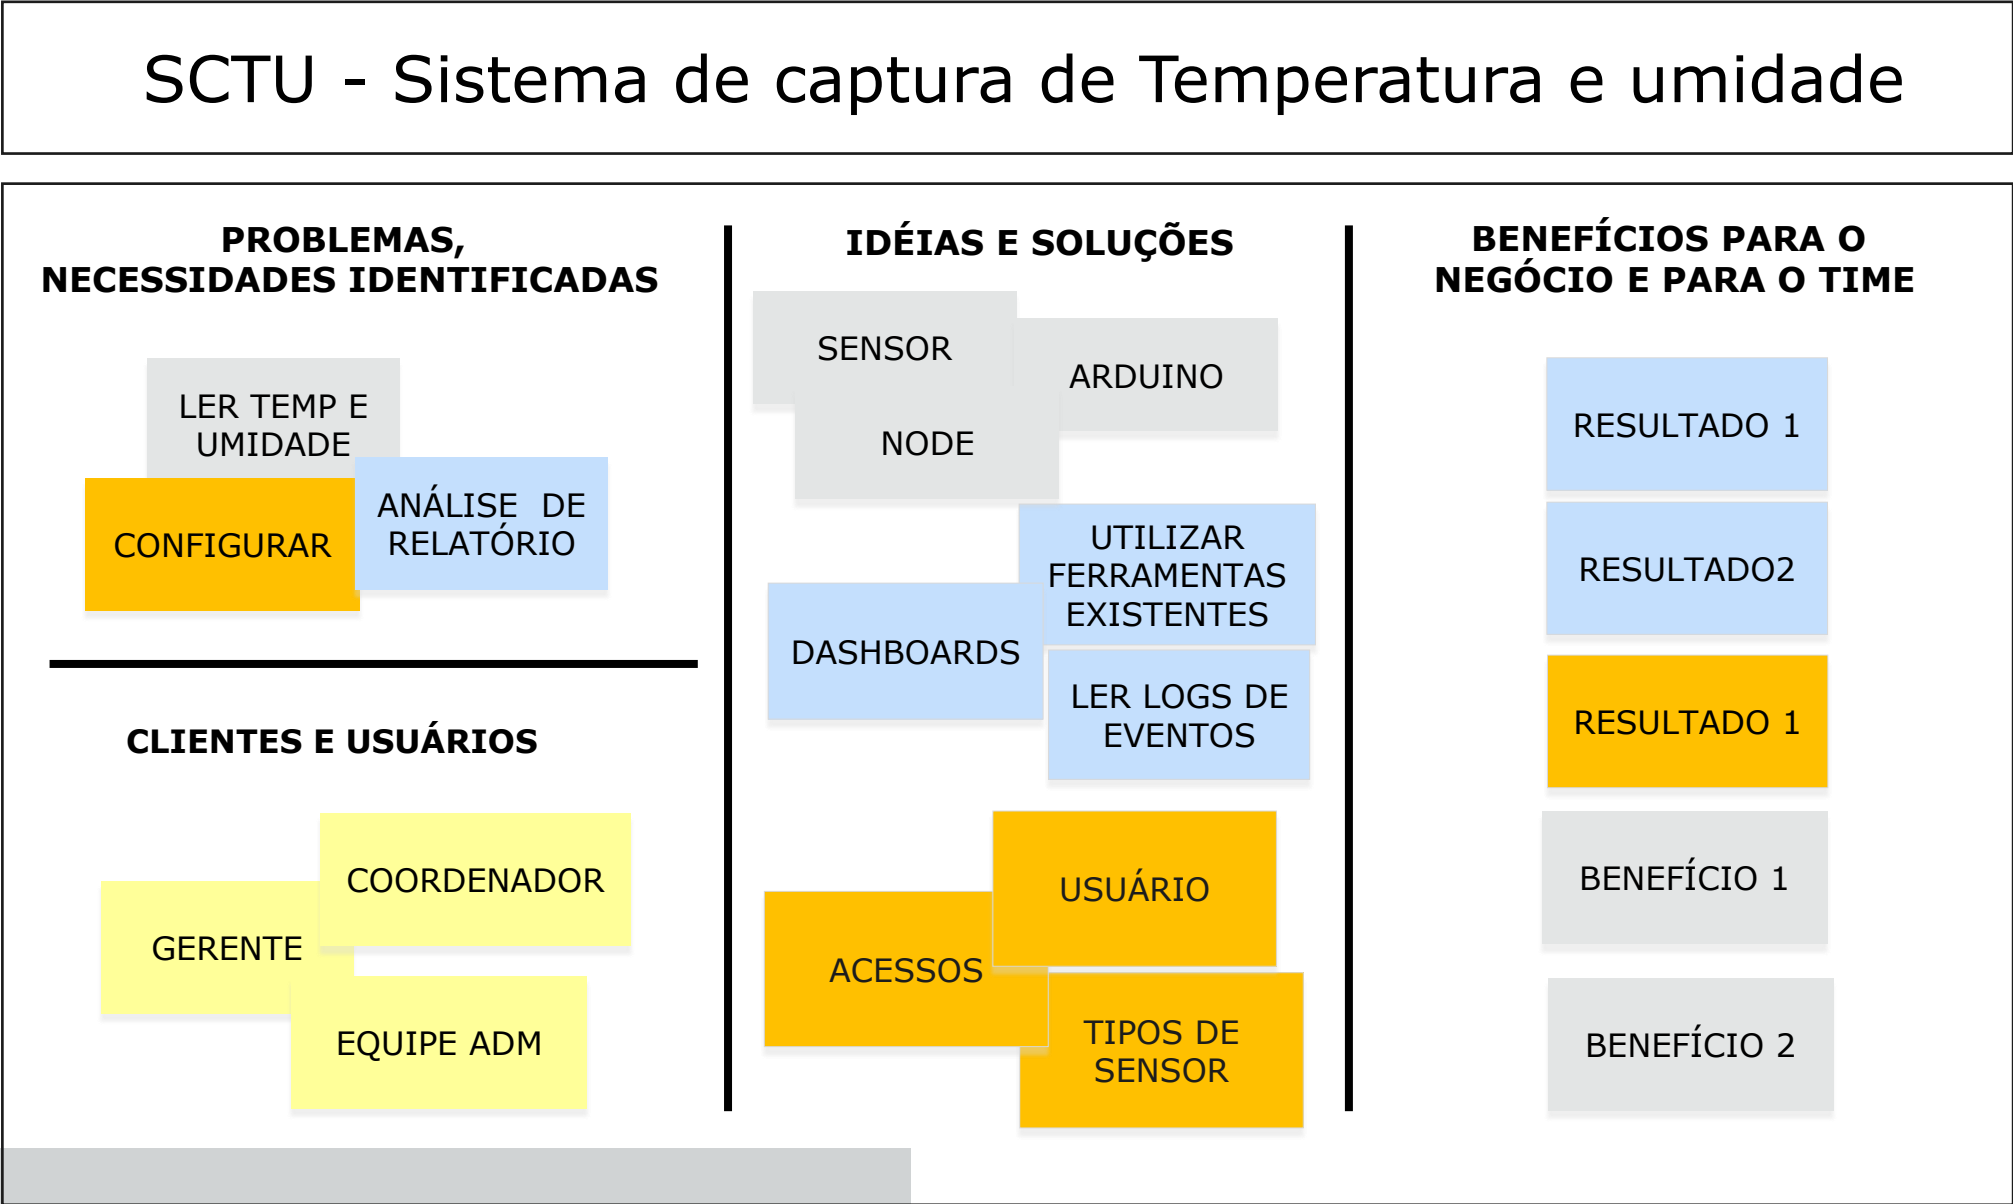 SCTU - Sistema de captura de Temperatura e umidade
PROBLEMAS,
NECESSIDADES IDENTIFICADAS
LER TEMP E
UMIDADE
CONFIGURAR
ANÁLISE  DE
RELATÓRIO
CLIENTES E USUÁRIOS
COORDENADOR
GERENTE
EQUIPE ADM
IDÉIAS E SOLUÇÕES
SENSOR
ARDUINO
NODE
UTILIZAR
FERRAMENTAS
EXISTENTES
DASHBOARDS
LER LOGS DE
EVENTOS
USUÁRIO
ACESSOS
TIPOS DE
SENSOR
BENEFÍCIOS PARA O
NEGÓCIO E PARA O TIME
RESULTADO 1
RESULTADO2
RESULTADO 1
BENEFÍCIO 1
BENEFÍCIO 2